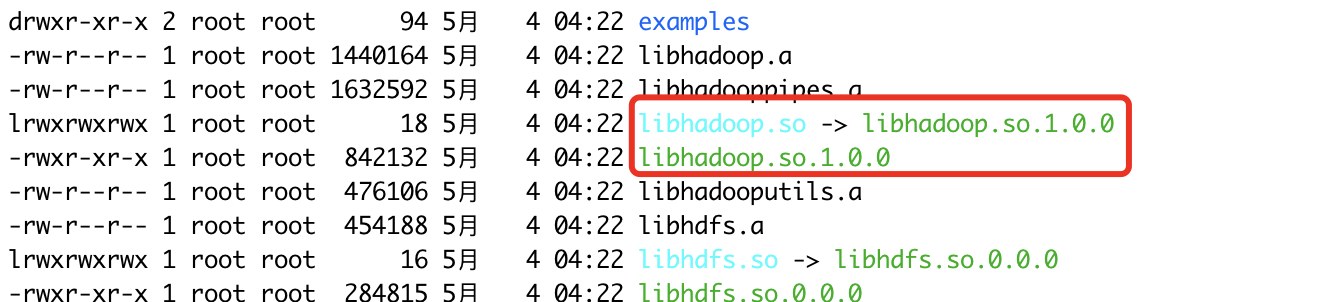 drwxr-xr-x 2 root root      94 5月   4 04:22 examples
-rw-r--r-- 1 root root 1440164 5月   4 04:22 libhadoop.a
-rw-r--r-- 1 root root 1632592 5月   4 04:22 libhadooppipes.a
lrwxrwxrwx 1 root root      18 5月   4 04:22 libhadoop.so -> libhadoop.so.1.0.0
-rwxr-xr-x 1 root root  842132 5月   4 04:22 libhadoop.so.1.0.0
-rw-r--r-- 1 root root  476106 5月   4 04:22 libhadooputils.a
-rw-r--r-- 1 root root  454188 5月   4 04:22 libhdfs.a
lrwxrwxrwx 1 root root      16 5月   4 04:22 libhdfs.so -> libhdfs.so.0.0.0
-rwxr-xr-x 1 root root  284815 5月   4 04:22 libhdfs.so.0.0.0